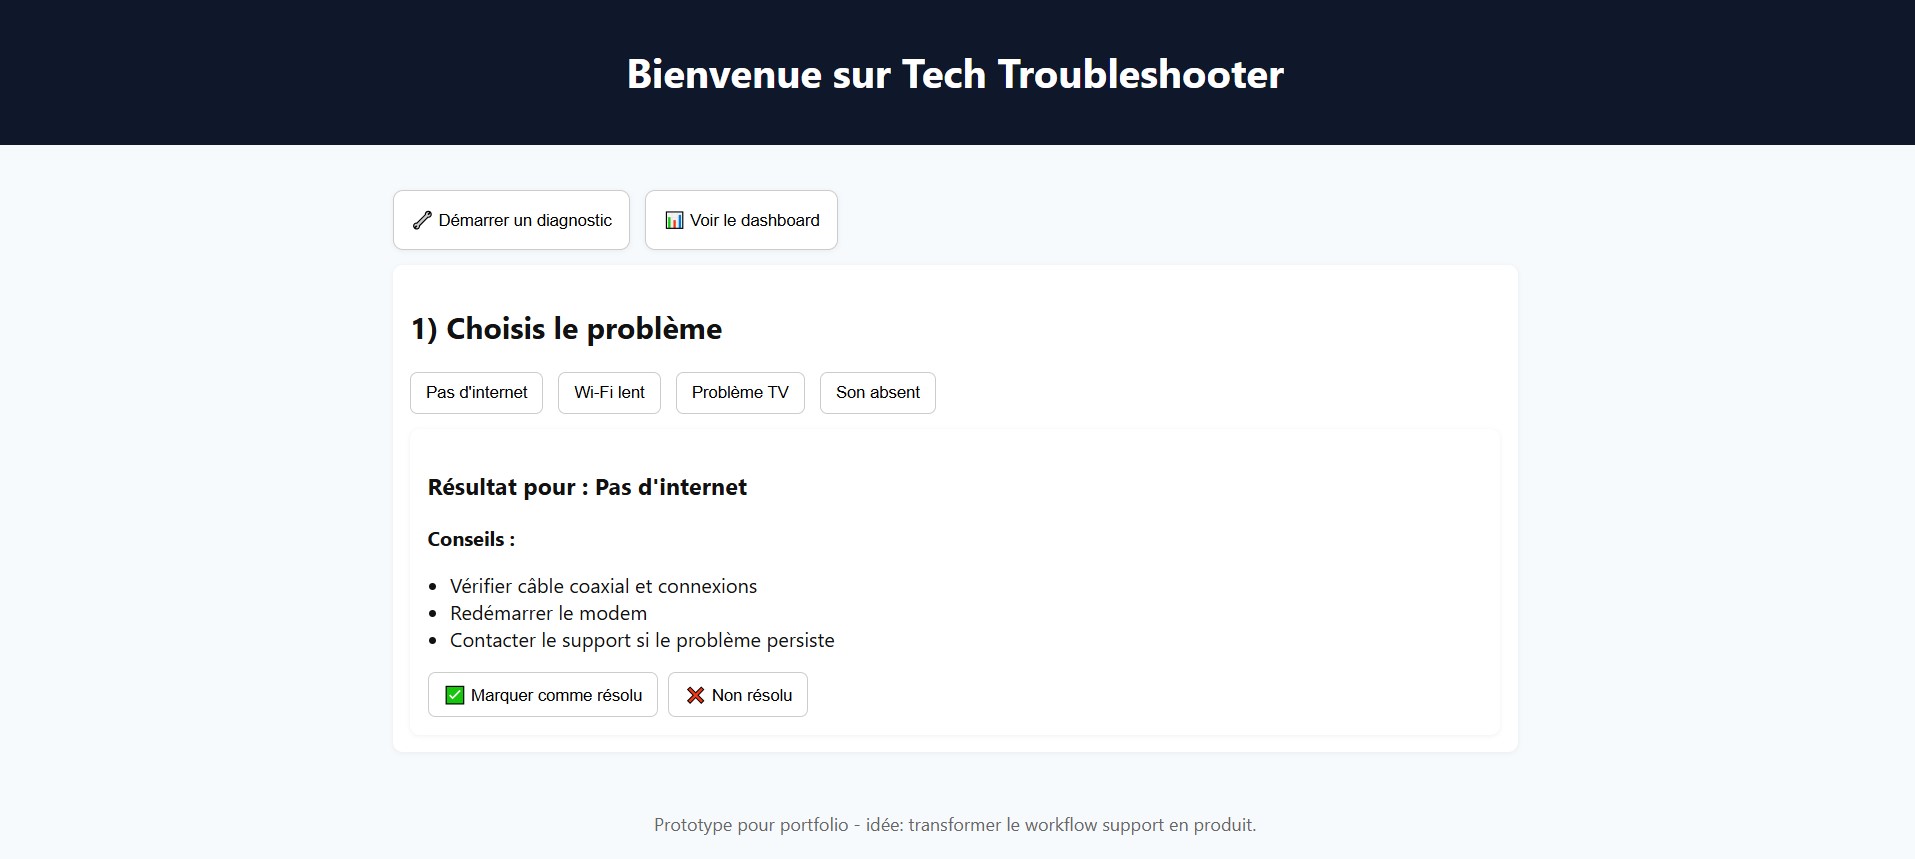 Bienvenue sur Tech Troubleshooter
Démarrer un diagnostic
Voir le dashboard
1) Choisis le problème
Pas d'internet
Wi-Fi lent
Problème TV
Son absent
Résultat pour : Pas d'internet
Conseils :
Vérifier câble coaxial et connexions
Redémarrer le modem
Contacter le support si le problème persiste
Marquer comme résolu
Non résolu
Prototype pour portfolio - idée: transformer le workflow support en produit.